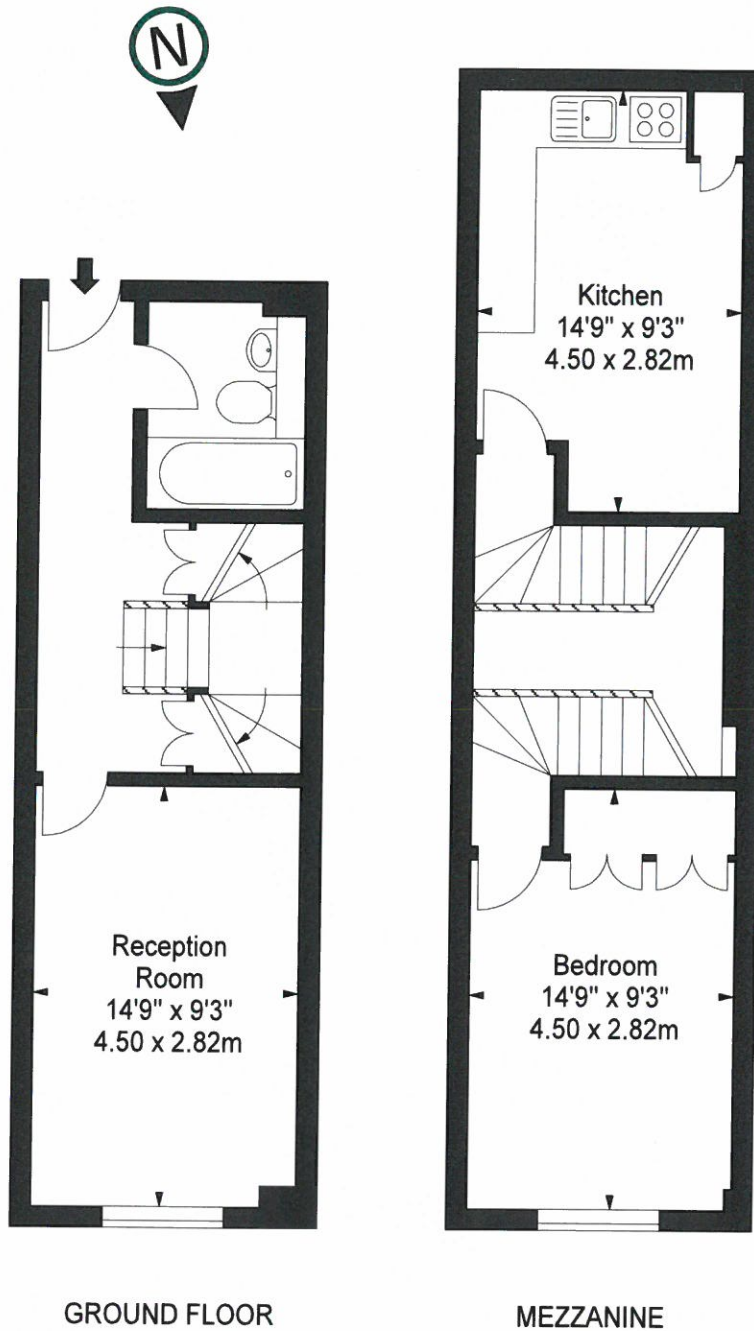 N
Kitchen
14'9" x 9'3"
4.50 x 2.82m
Reception
Room
14'9" x 9'3"
4.50 x 2.82m
Bedroom
14'9" x 9'3"
4.50 x 2.82m
GROUND FLOOR
MEZZANINE